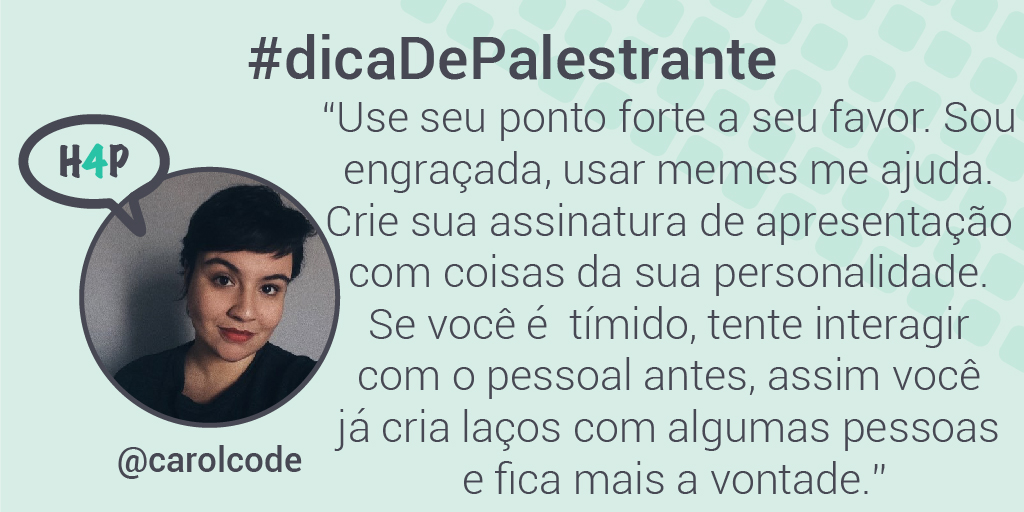 #dicaDePalestrante
“Use seu ponto forte a seu favor. Sou
engraçada, usar memes me ajuda.
Crie sua assinatura de apresentação
com coisas da sua personalidade.
Se você é  tímido, tente interagir
com o pessoal antes, assim você
já cria laços com algumas pessoas
e fica mais a vontade.”
H4P
@carolcode